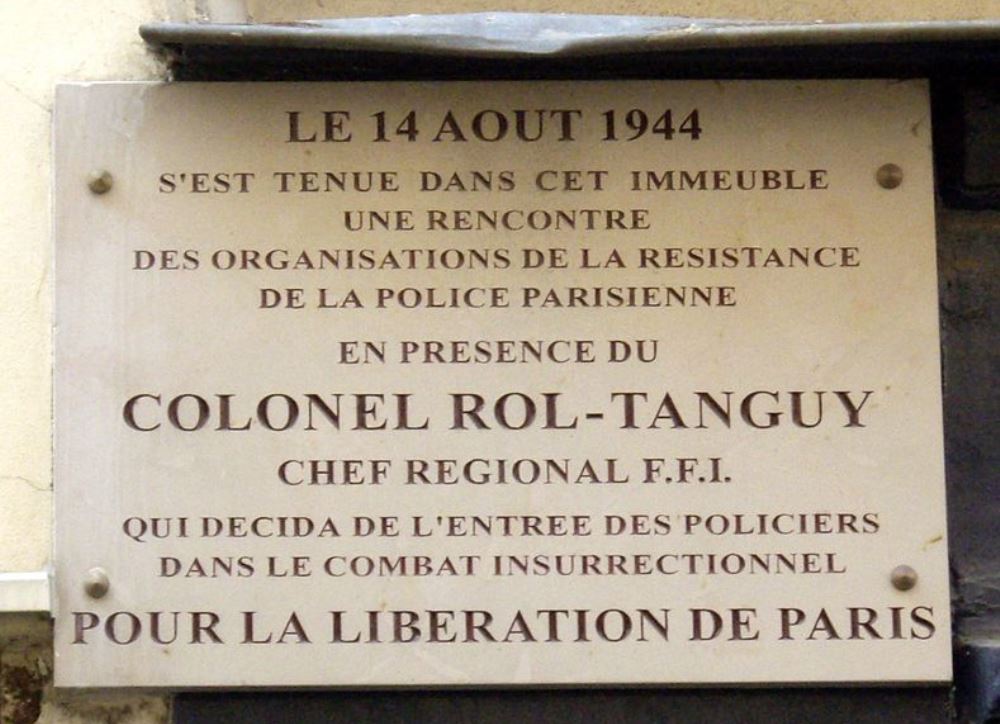 LE 14 AOUT 1944
S'EST TENUE DANS CET IMMEUBLE
UNE RENCONTRE
DES ORGANISATIONS DE LA RESISTANCE
DE LA POLICE PARISIENNE
EN PRESENCE DU
COLONEL ROL-TANGUY
CHEF REGIONAL F.F.I.
QUI DECIDA DE L'ENTREE DES POLICIERS
DANS LE COMBAT INSURRECTIONNEL
POUR LA LIBERATION DE PARIS